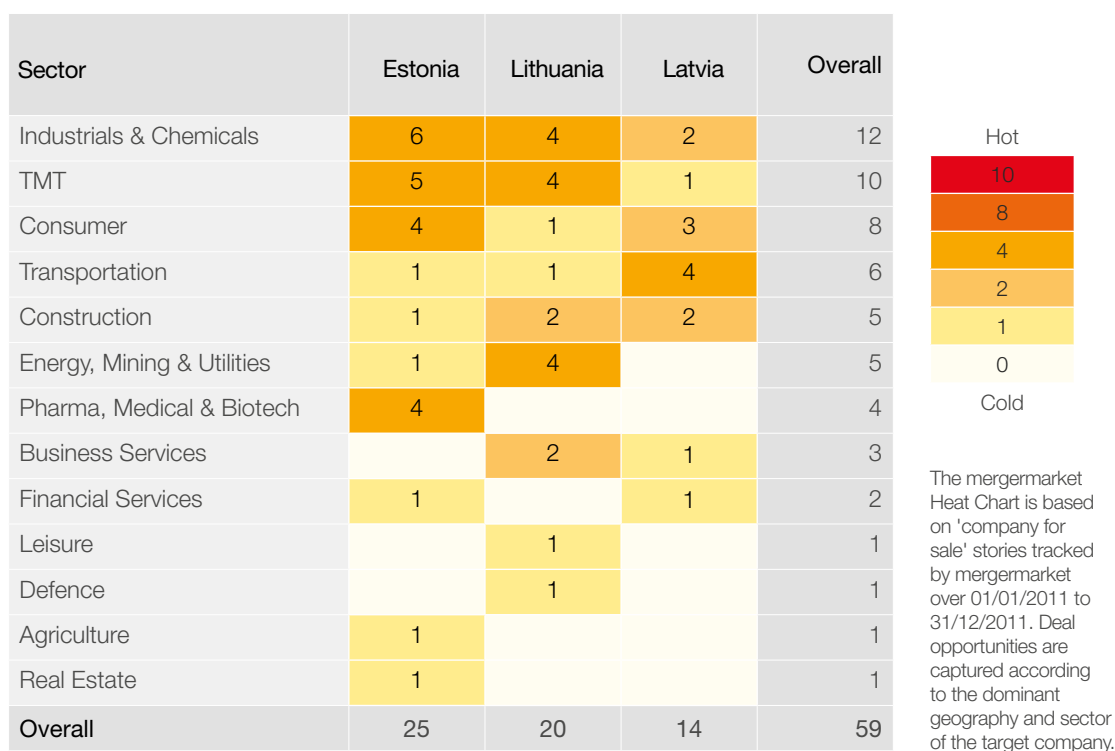 Sector Estonia Lithuania Latvia Overall
Industrials & Chemicals 6 4 2 12
TMT 5 4 1 10
Consumer 4 1 3 8
Transportation 1 1 4 6
Construction 1 2 2 5
Energy, Mining & Utilities 1 4 5
Pharma, Medical & Biotech 4 4
Business Services 2 1 3
Financial Services 1 1 2
Leisure 1 1
Defence 1 1
Agriculture 1 1
Real Estate 1 1
Overall 25 20 14 59
Hot
10
8
4
2
1
0
Cold
The mergermarket
Heat Chart is based
on 'company for
sale' stories tracked
by mergermarket
over 01/01/2011 to
31/12/2011. Deal
opportunities are
captured according
to the dominant
geography and sector
of the target company.